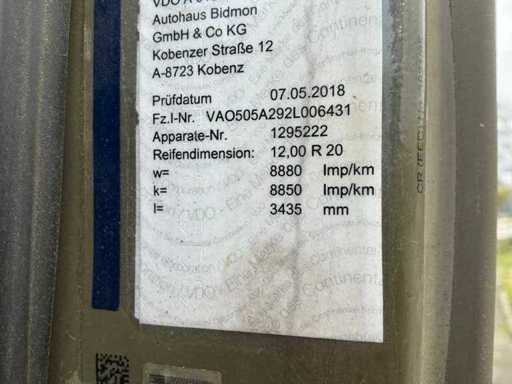 VDO A
Autohaus Bidmon
GmbH & Co KG
Kobenzer Straße 12
A-8723 Kobenz
Prüfdatum 07.05.2018
Fz.I-Nr. VAO505A292L006431
Apparate-Nr. 1295222
Reifendimension: 12,00 R 20
w= 8880 Imp/km
k= 8850 Imp/km
l= 3435 mm